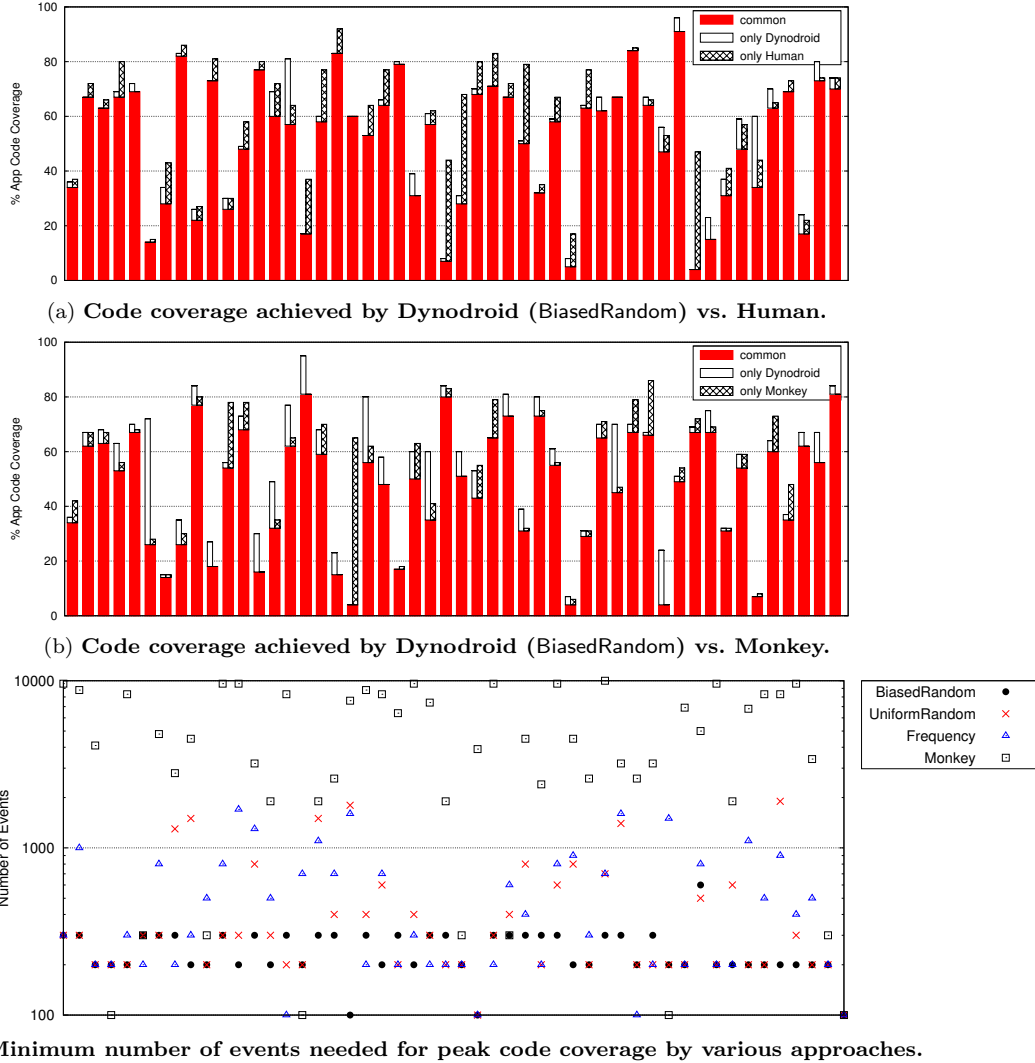 100
80
60
40
20
0
% App Code Coverage
common
only Dynodroid
only Human
(a) Code coverage achieved by Dynodroid (BiasedRandom) vs. Human.
100
80
60
40
20
0
% App Code Coverage
common
only Dynodroid
only Monkey
(b) Code coverage achieved by Dynodroid (BiasedRandom) vs. Monkey.
10000
1000
100
Number of Events
BiasedRandom
UniformRandom
Frequency
Monkey
Minimum number of events needed for peak code coverage by various approaches.